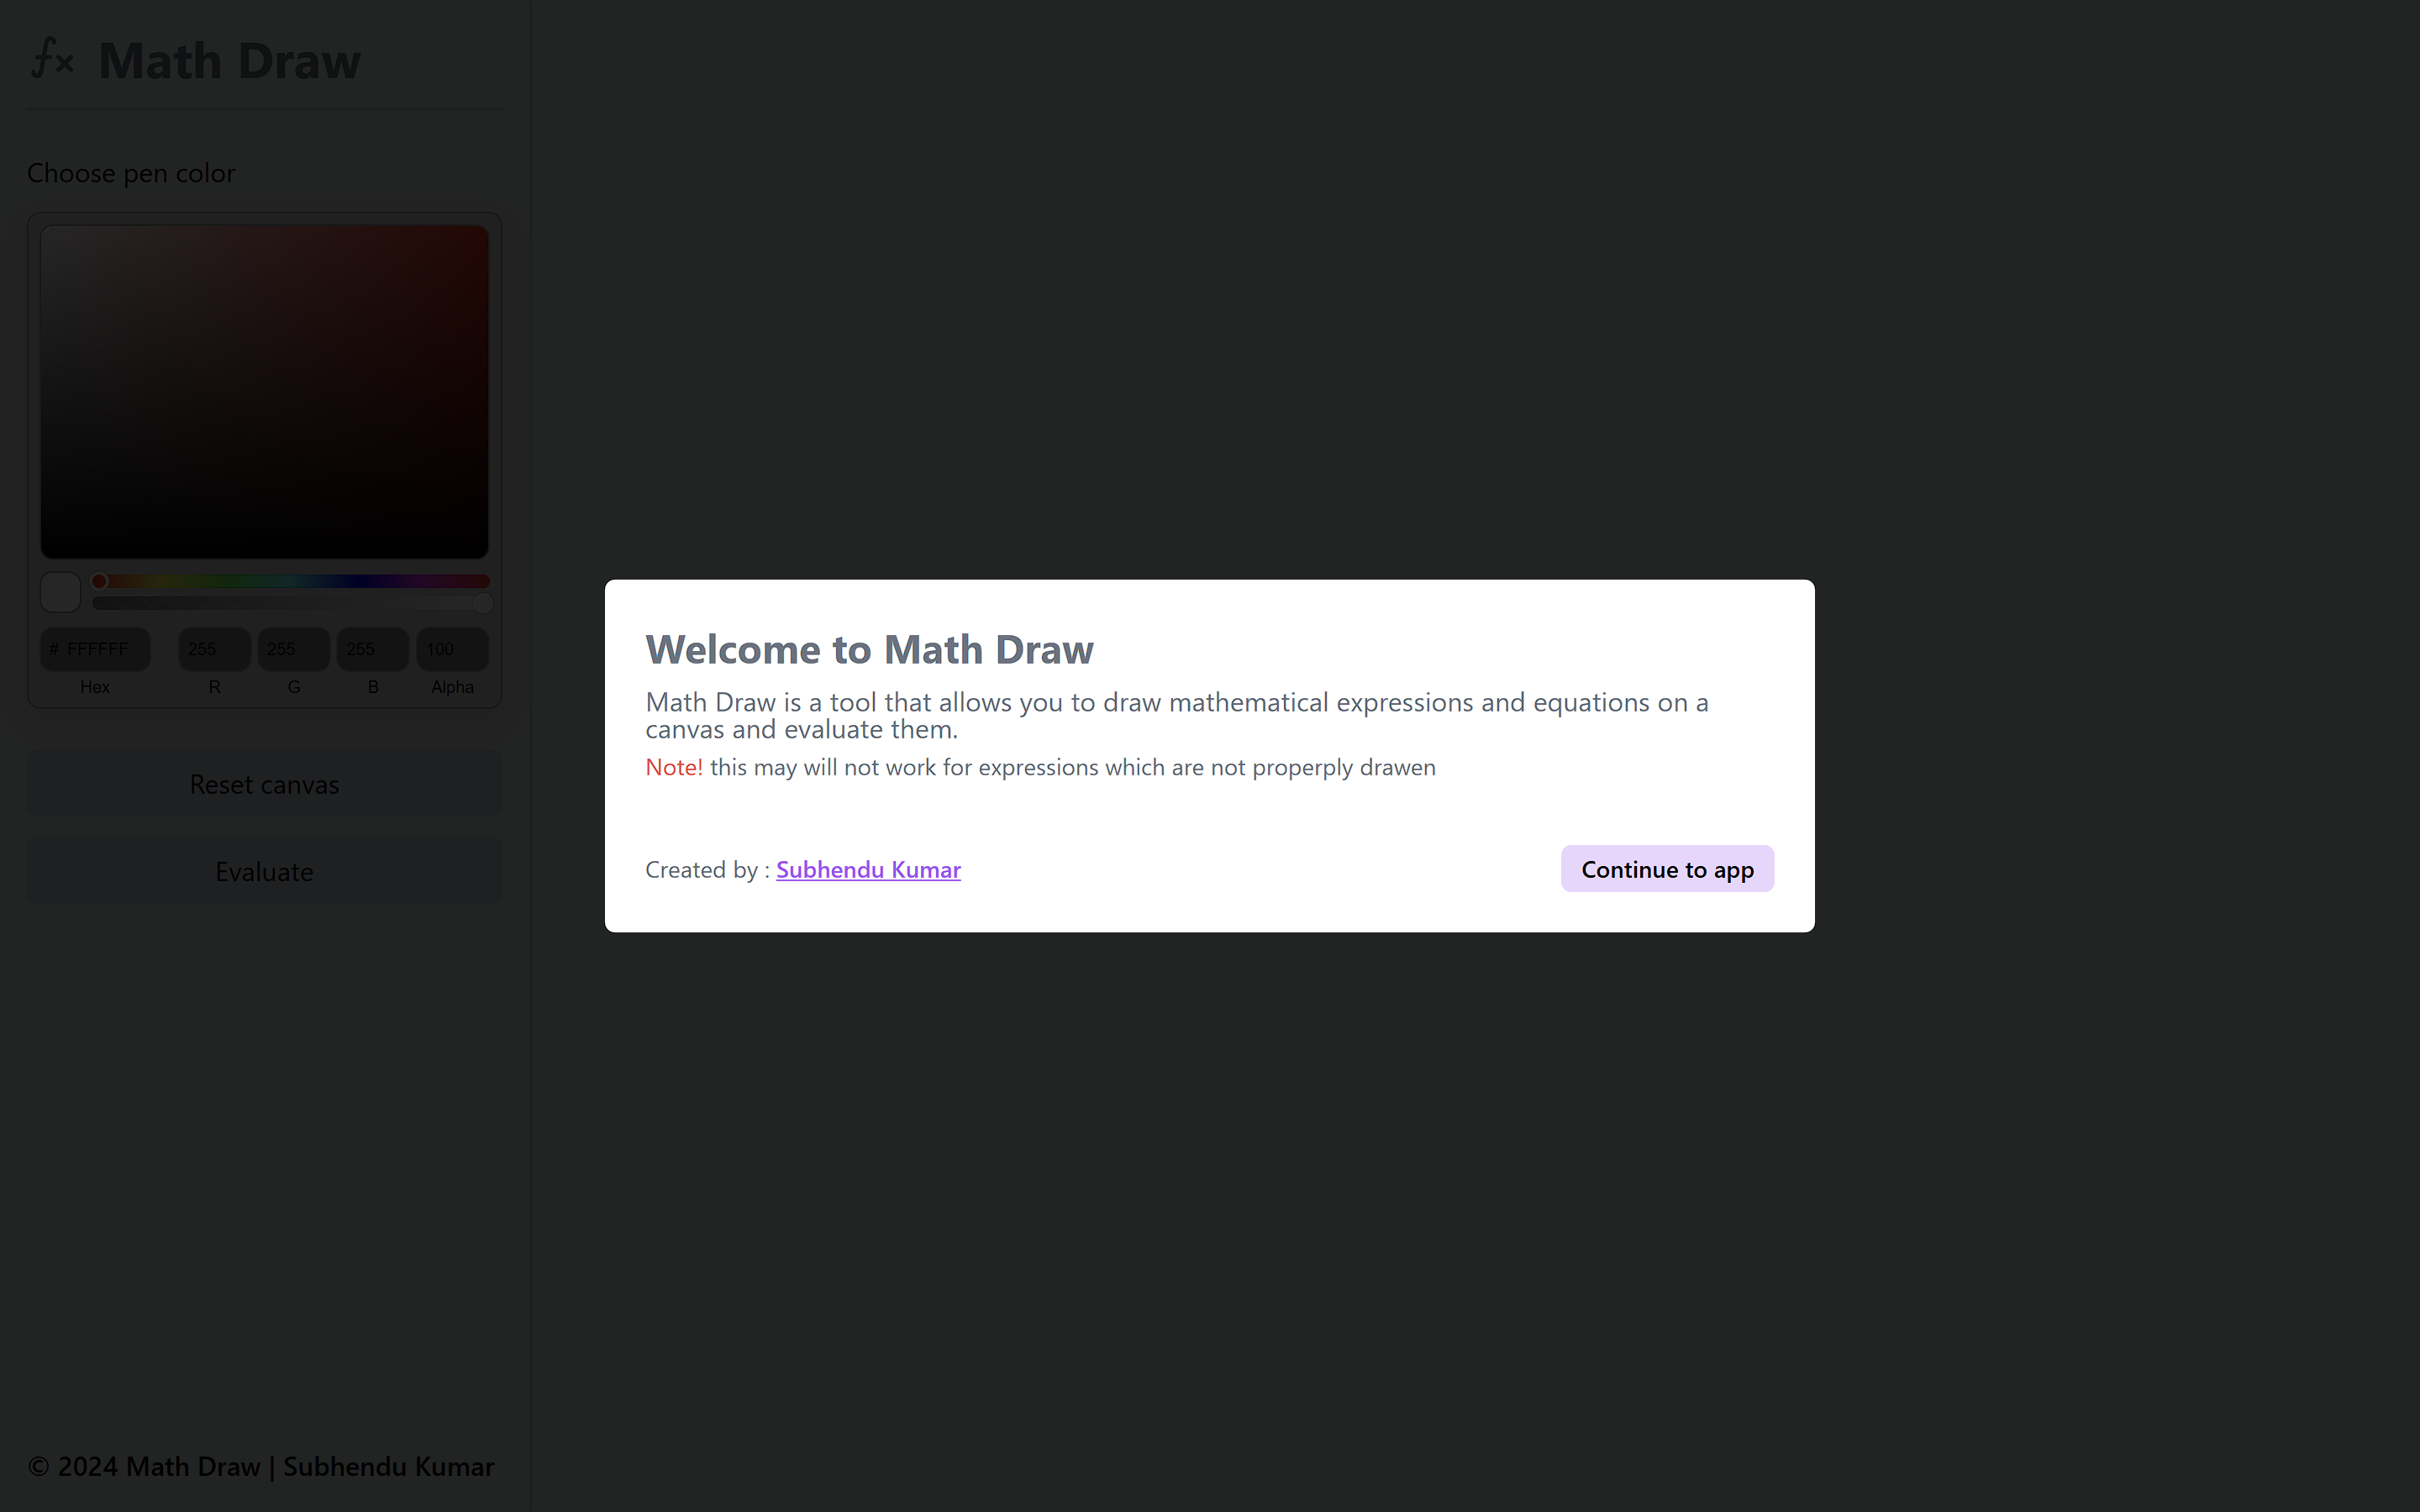 Math Draw
Choose pen color
# FFFFFF 255 255 255 100
Hex R G B Alpha
Reset canvas
Evaluate
© 2024 Math Draw | Subhendu Kumar
Welcome to Math Draw
Math Draw is a tool that allows you to draw mathematical expressions and equations on a
canvas and evaluate them.
Note! this may will not work for expressions which are not properply drawen
Created by : Subhendu Kumar
Continue to app